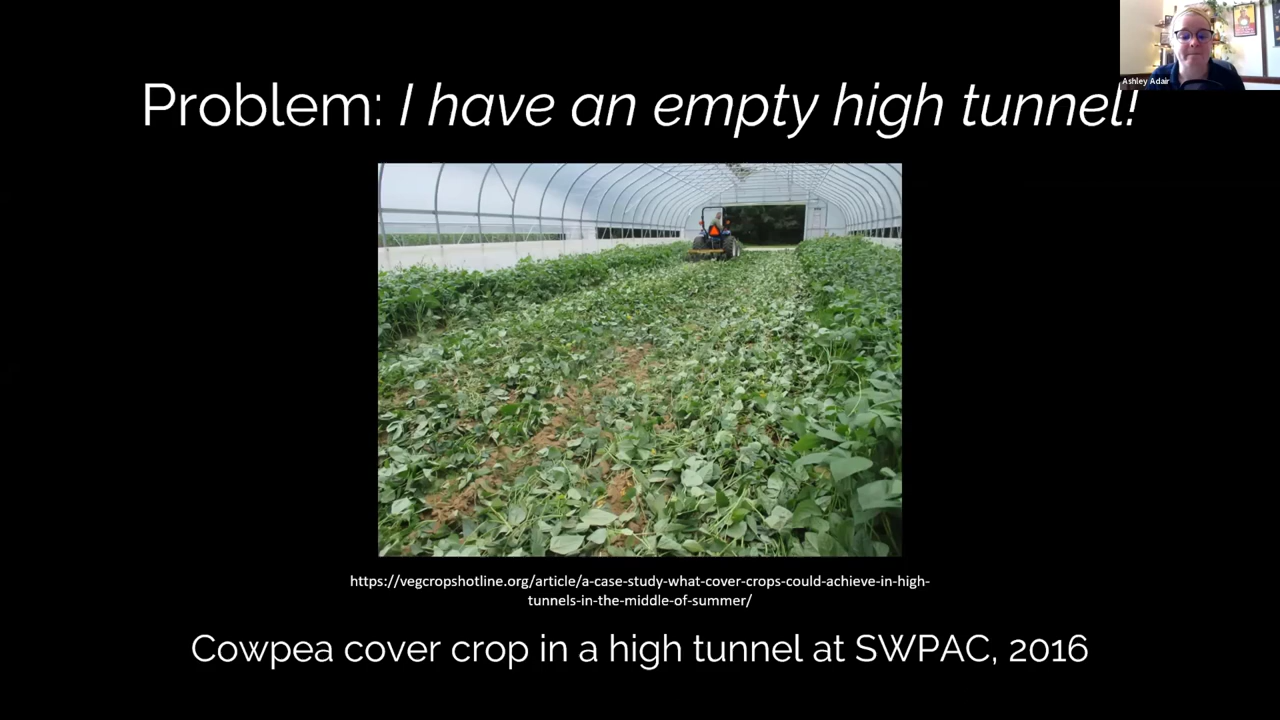 Ashley Adair
Problem: I have an empty high tunnel!
https://vegcropshotline.org/article/a-case-study-what-cover-crops-could-achieve-in-high-
tunnels-in-the-middle-of-summer/
Cowpea cover crop in a high tunnel at SWPAC, 2016